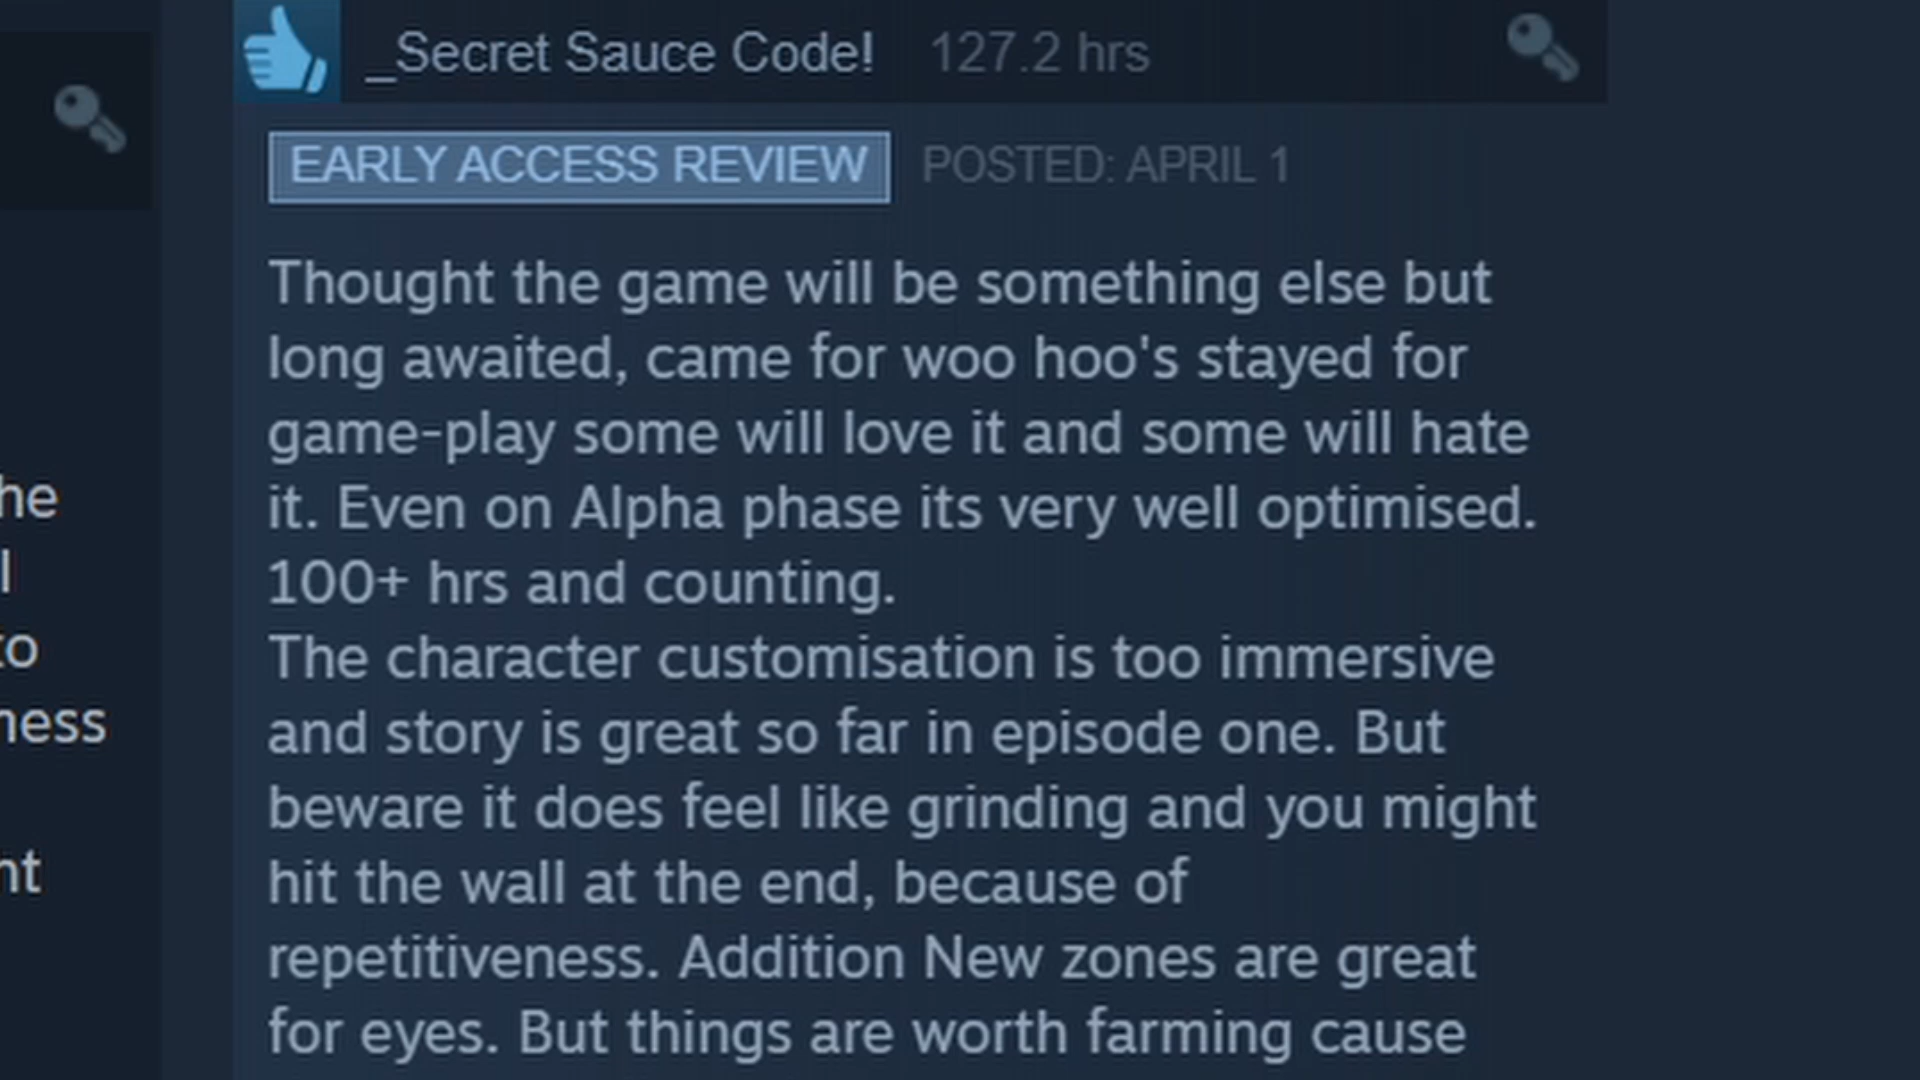 _Secret Sauce Code! 127.2 hrs
EARLY ACCESS REVIEW POSTED: APRIL 1
Thought the game will be something else but
long awaited, came for woo hoo's stayed for
game-play some will love it and some will hate
it. Even on Alpha phase its very well optimised.
100+ hrs and counting.
The character customisation is too immersive
and story is great so far in episode one. But
beware it does feel like grinding and you might
hit the wall at the end, because of
repetitiveness. Addition New zones are great
for eyes. But things are worth farming cause